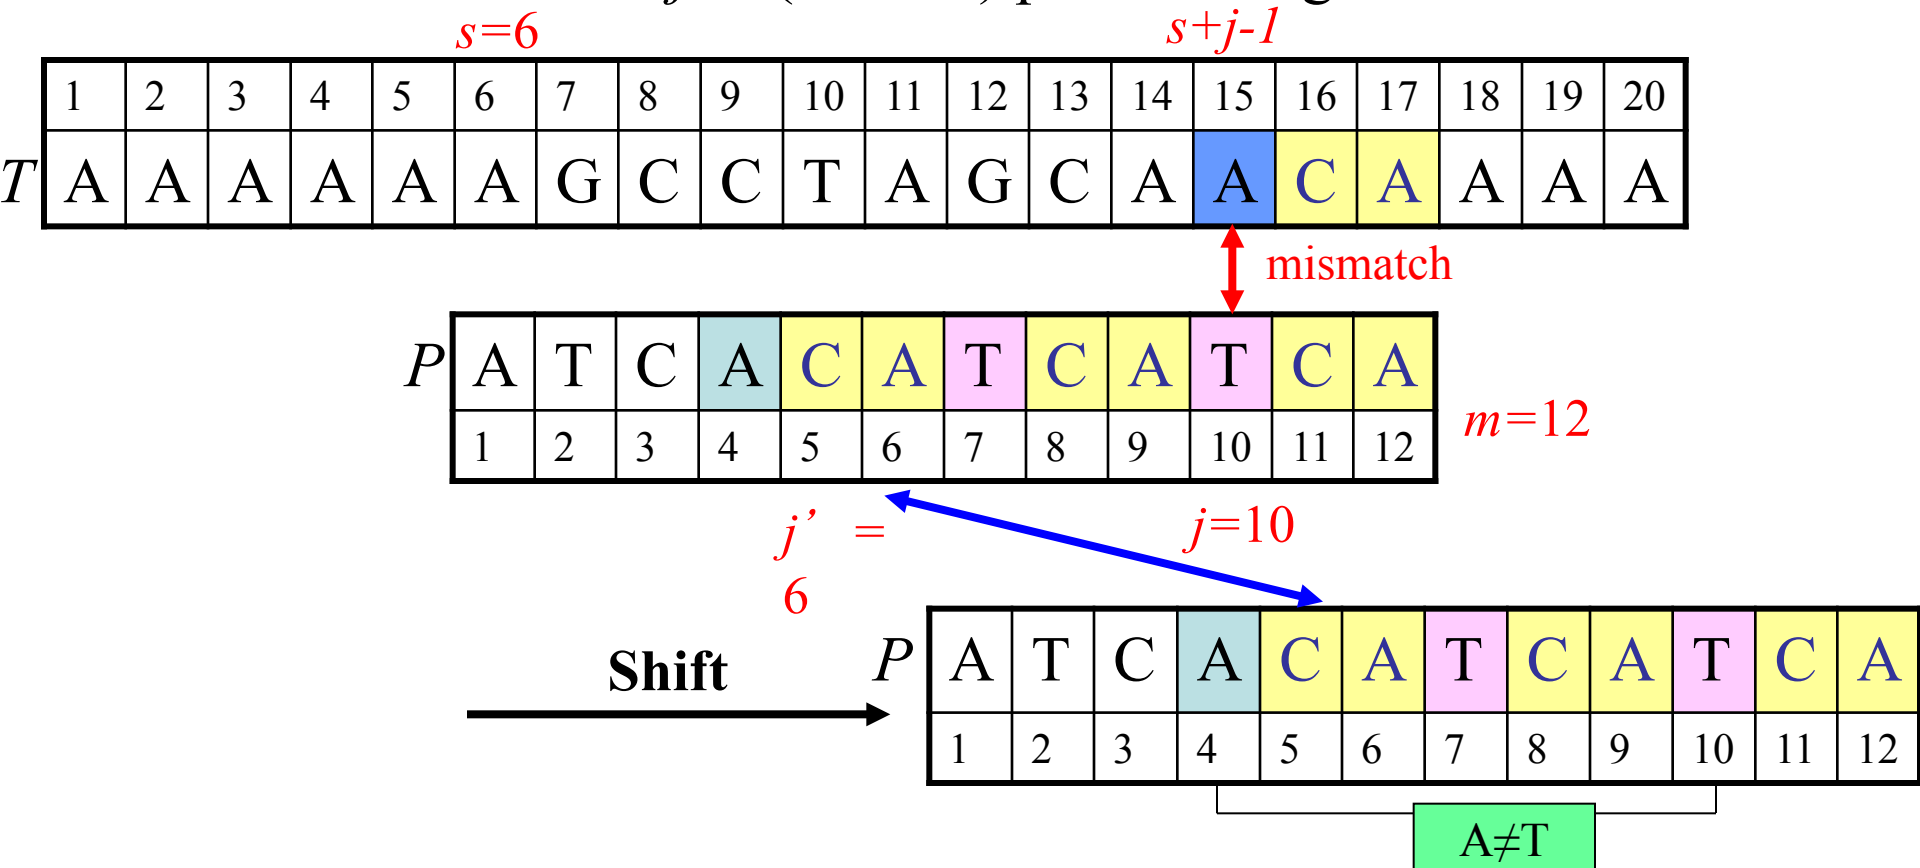 s=6 s+j-1
1 2 3 4 5 6 7 8 9 10 11 12 13 14 15 16 17 18 19 20
T A A A A A A G C C T A G C A A C A A A A
mismatch
P A T C A C A T C A T C A
1 2 3 4 5 6 7 8 9 10 11 12
m=12
j’ = j=10
6
P A T C A C A T C A T C A
Shift
1 2 3 4 5 6 7 8 9 10 11 12
A≠T